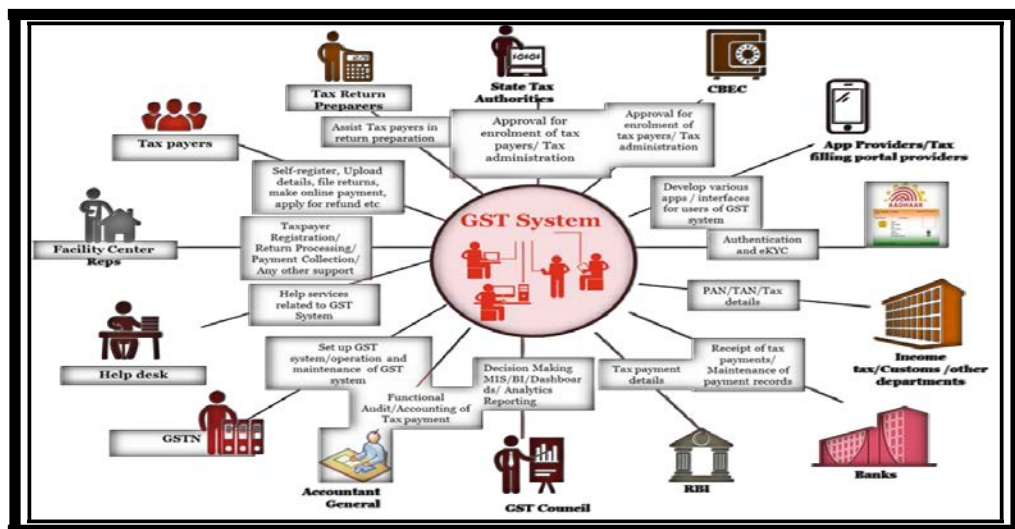 Tax Return
Preparers
State Tax
Authorities
CBEC
Tax payers
Assist Tax payers in
return preparation
Approval for
enrolment of tax
payers/ Tax
administration
Approval for
enrolment of
tax payers/ Tax
administration
App Providers/Tax
filling portal providers
Self-register, Upload
details, file returns,
make online payment,
apply for refund etc
GST System
Develop various
apps / interfaces
for users of GST
system
AADHAAR
Facility Center
Reps
Taxpayer
Registration/
Return Processing/
Payment Collection/
Any other support
Authentication
and eKYC
Help services
related to GST
System
PAN/TAN/Tax
details
Help desk
Income
tax/Customs /other
departments
Set up GST
system/operation and
maintenance of GST
system
Functional
Audit/Accounting of
Tax payment
Decision Making
MIS/BI/Dashboar
ds/ Analytics
Reporting
Tax payment
details
Receipt of tax
payments/
Maintenance of
payment records
GSTN
Accountant
General
GST Council
RBI
Banks